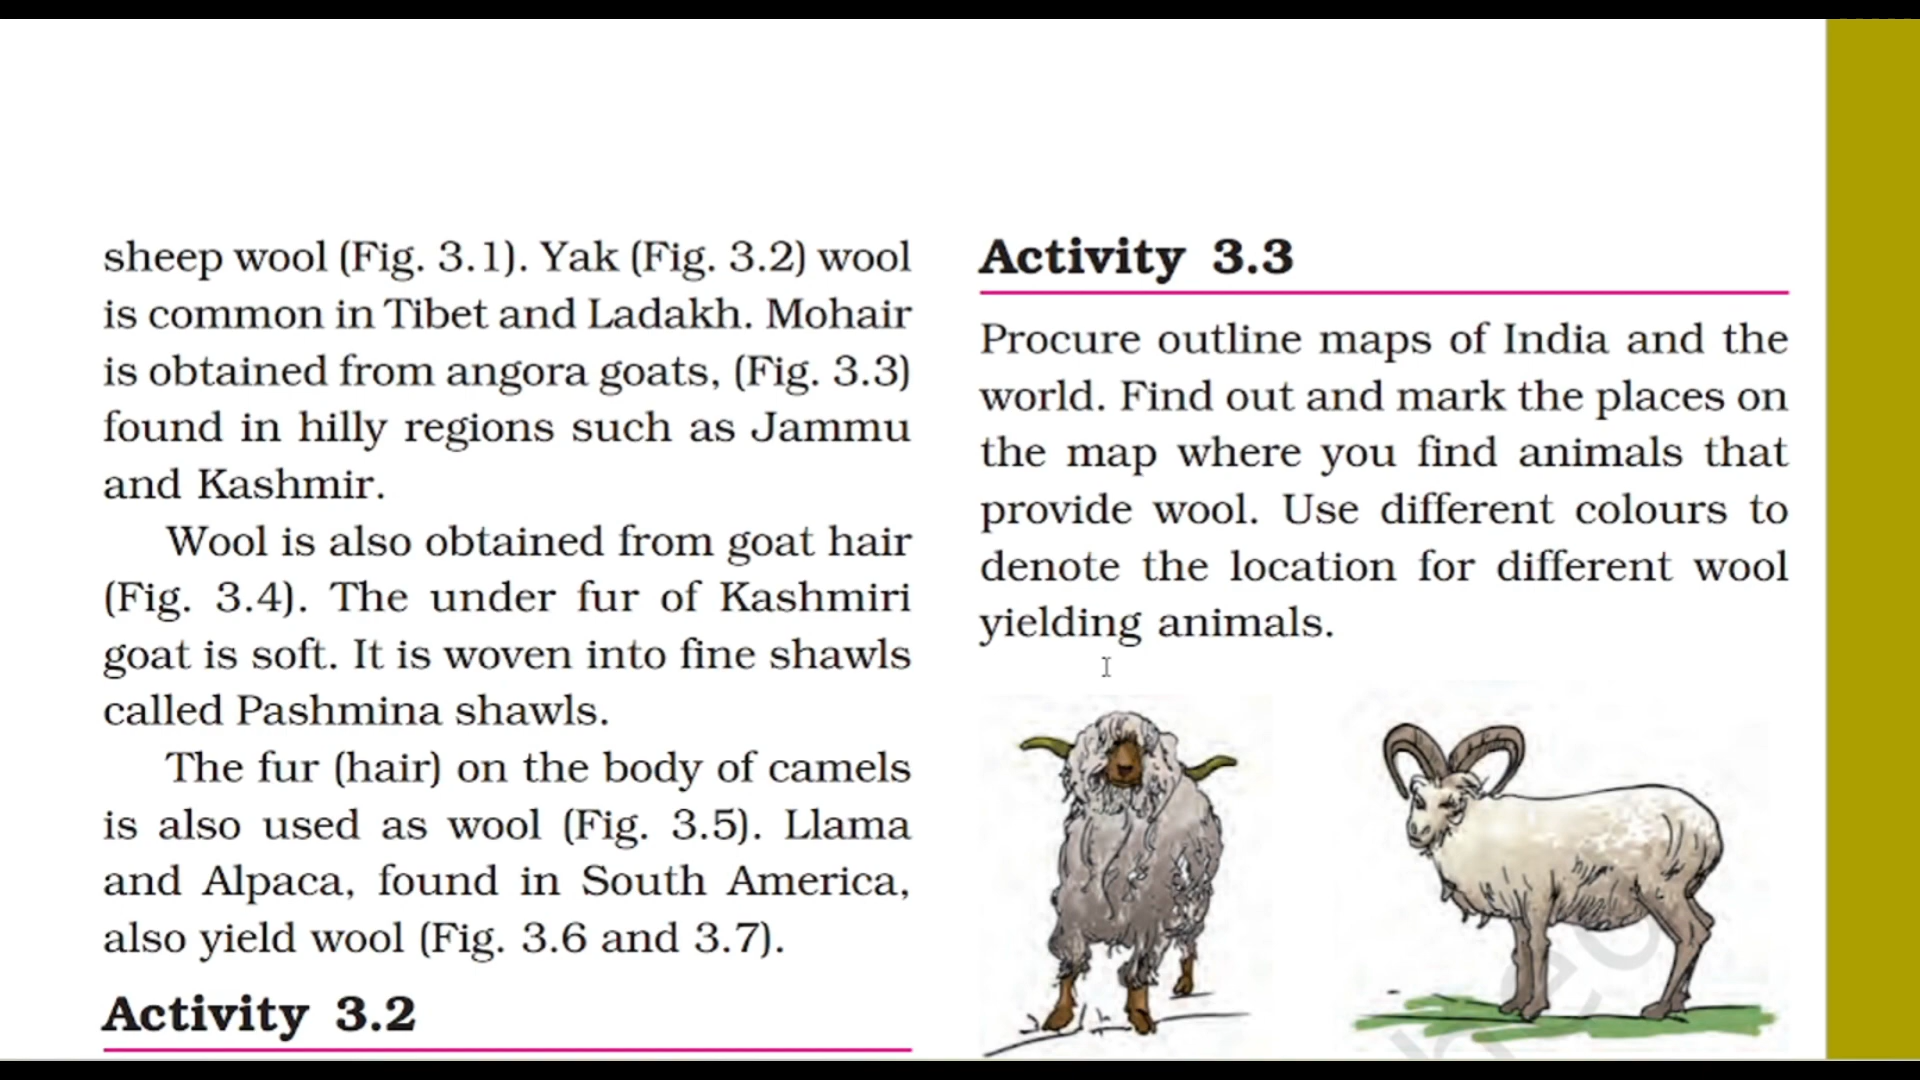 sheep wool (Fig. 3.1). Yak (Fig. 3.2) wool
is common in Tibet and Ladakh. Mohair
is obtained from angora goats, (Fig. 3.3)
found in hilly regions such as Jammu
and Kashmir.
Wool is also obtained from goat hair
(Fig. 3.4). The under fur of Kashmiri
goat is soft. It is woven into fine shawls
called Pashmina shawls.
The fur (hair) on the body of camels
is also used as wool (Fig. 3.5). Llama
and Alpaca, found in South America,
also yield wool (Fig. 3.6 and 3.7).
Activity 3.2
Activity 3.3
Procure outline maps of India and the
world. Find out and mark the places on
the map where you find animals that
provide wool. Use different colours to
denote the location for different wool
yielding animals.